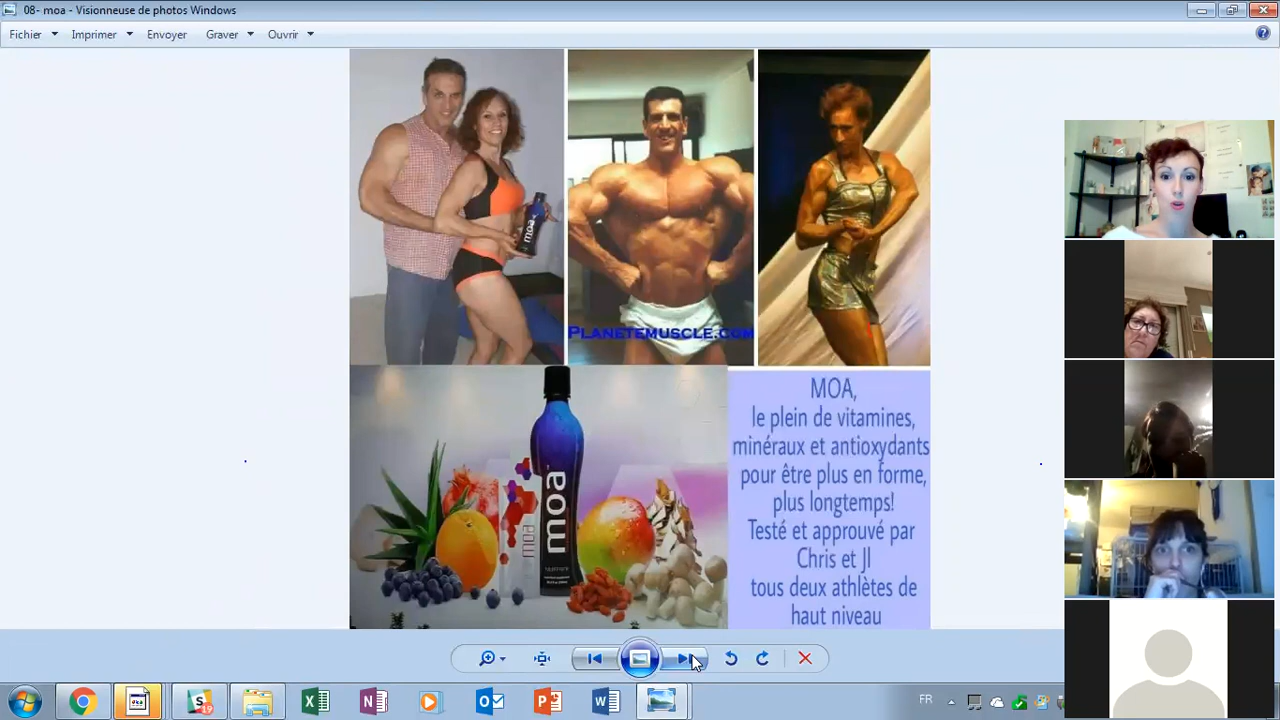 08- moa - Visionneuse de photos Windows
Fichier Imprimer Envoyer Graver Ouvrir
moa
PLANETEMUSCLE.COM
moa
moa
MOA,
le plein de vitamines,
minéraux et antioxydants
pour être plus en forme,
plus longtemps!
Testé et approuvé par
Chris et Jl
tous deux athlètes de
haut niveau
FR